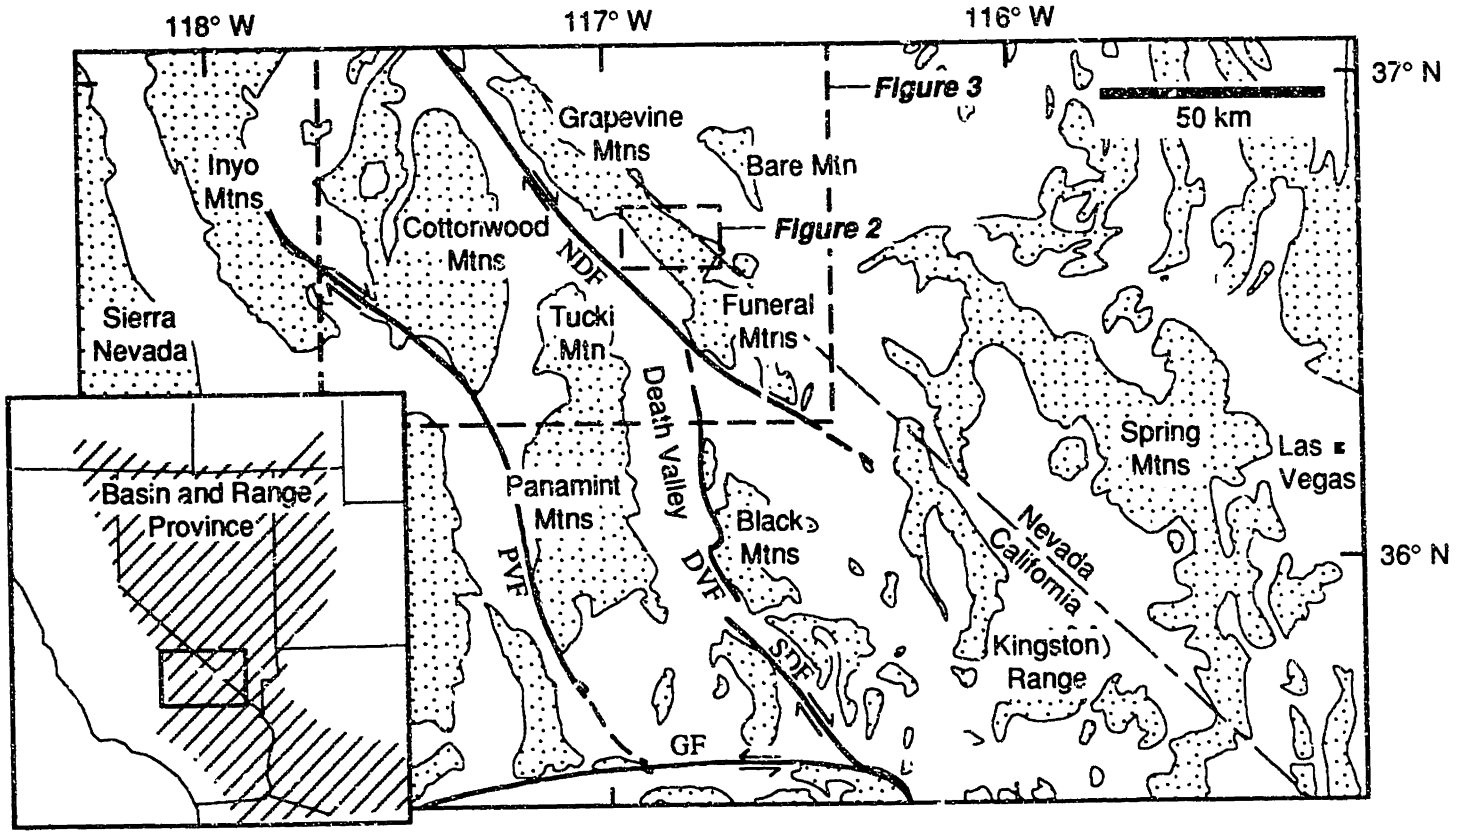 118° W
117° W
116° W
37° N
Figure 3
50 km
Grapevine
Mtns
Bare Mtn
Inyo
Mtns
Cottonwood
Mtns
Figure 2
NDF
Sierra
Nevada
Tucki
Mtn
Funeral
Mtns
Death Valley
Spring
Mtns
Las
Vegas
Basin and Range
Province
Panamint
Mtns
Black
Mtns
Nevada
California
36° N
PVF
DVF
SDF
Kingston
Range
GF